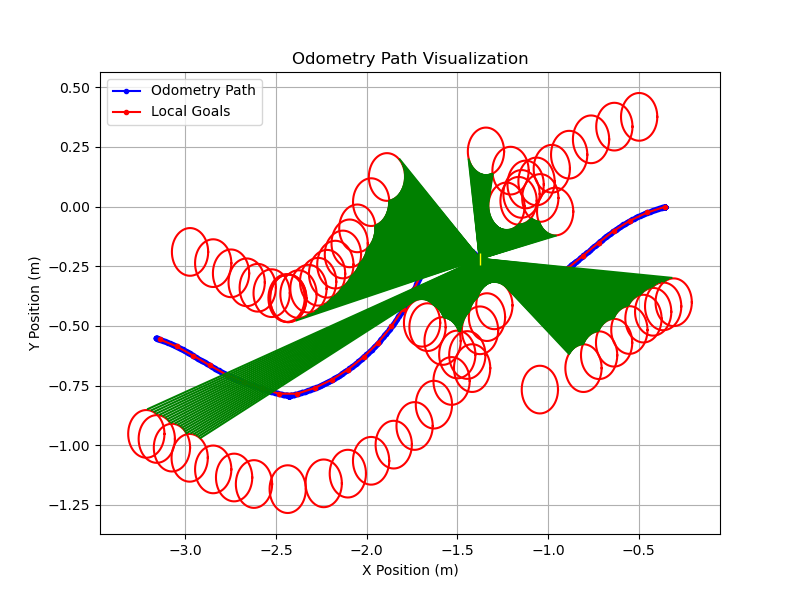 Odometry Path Visualization
Odometry Path
Local Goals
0.50
0.25
0.00
−0.25
−0.50
−0.75
−1.00
−1.25
Y Position (m)
−3.0 −2.5 −2.0 −1.5 −1.0 −0.5
X Position (m)